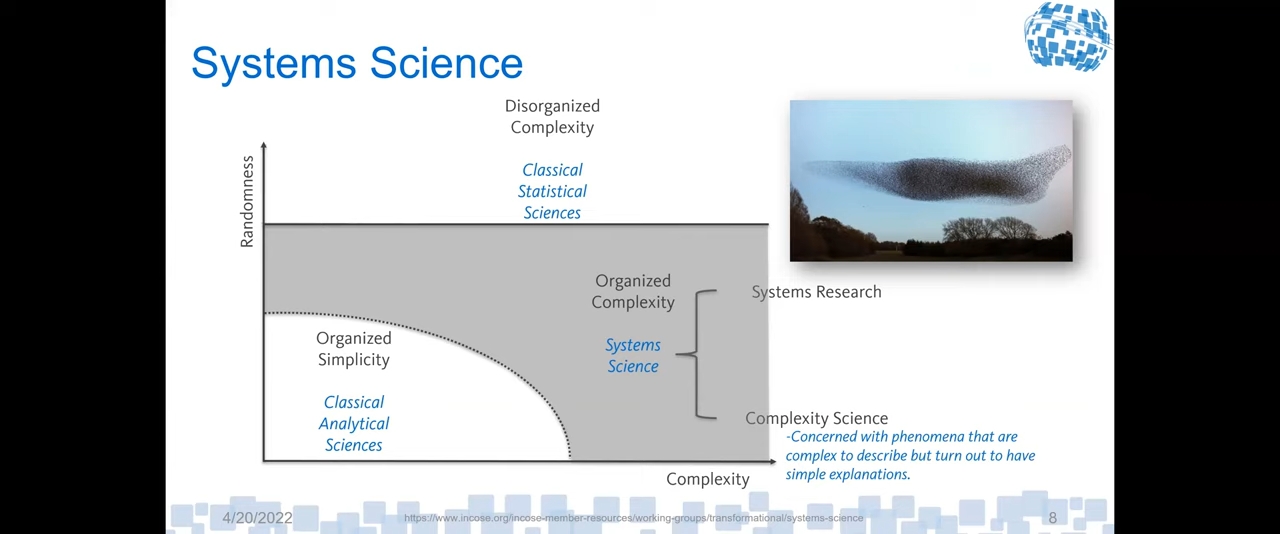 Systems Science
Disorganized
Complexity
Classical
Statistical
Sciences
Randomness
Organized
Complexity
Systems
Science
Systems Research
Organized
Simplicity
Classical
Analytical
Sciences
Complexity Science
-Concerned with phenomena that are
complex to describe but turn out to have
simple explanations.
Complexity
4/20/2022
https://www.incose.org/incose-member-resources/working-groups/transformational/systems-science
8